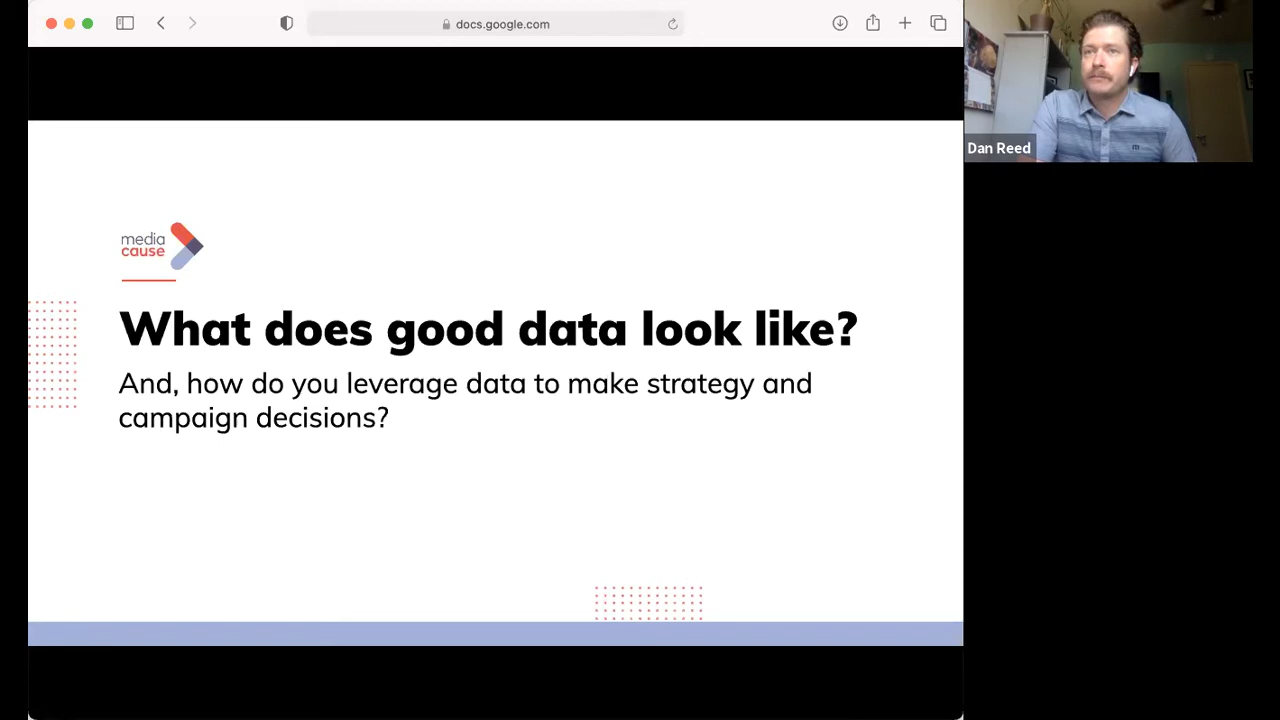 docs.google.com
Dan Reed
media
cause
What does good data look like?
And, how do you leverage data to make strategy and
campaign decisions?